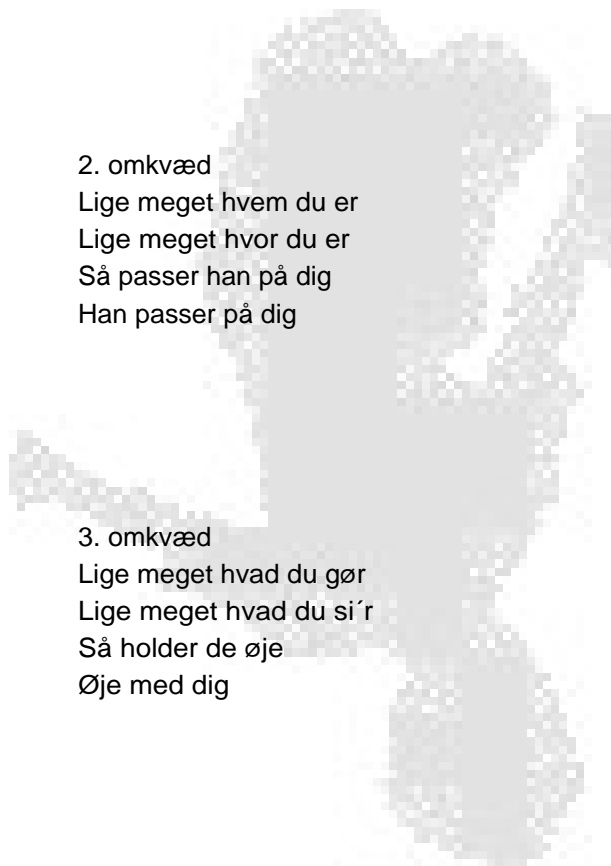 2. omkvæd
Lige meget hvem du er
Lige meget hvor du er
Så passer han på dig
Han passer på dig
3. omkvæd
Lige meget hvad du gør
Lige meget hvad du si´r
Så holder de øje
Øje med dig